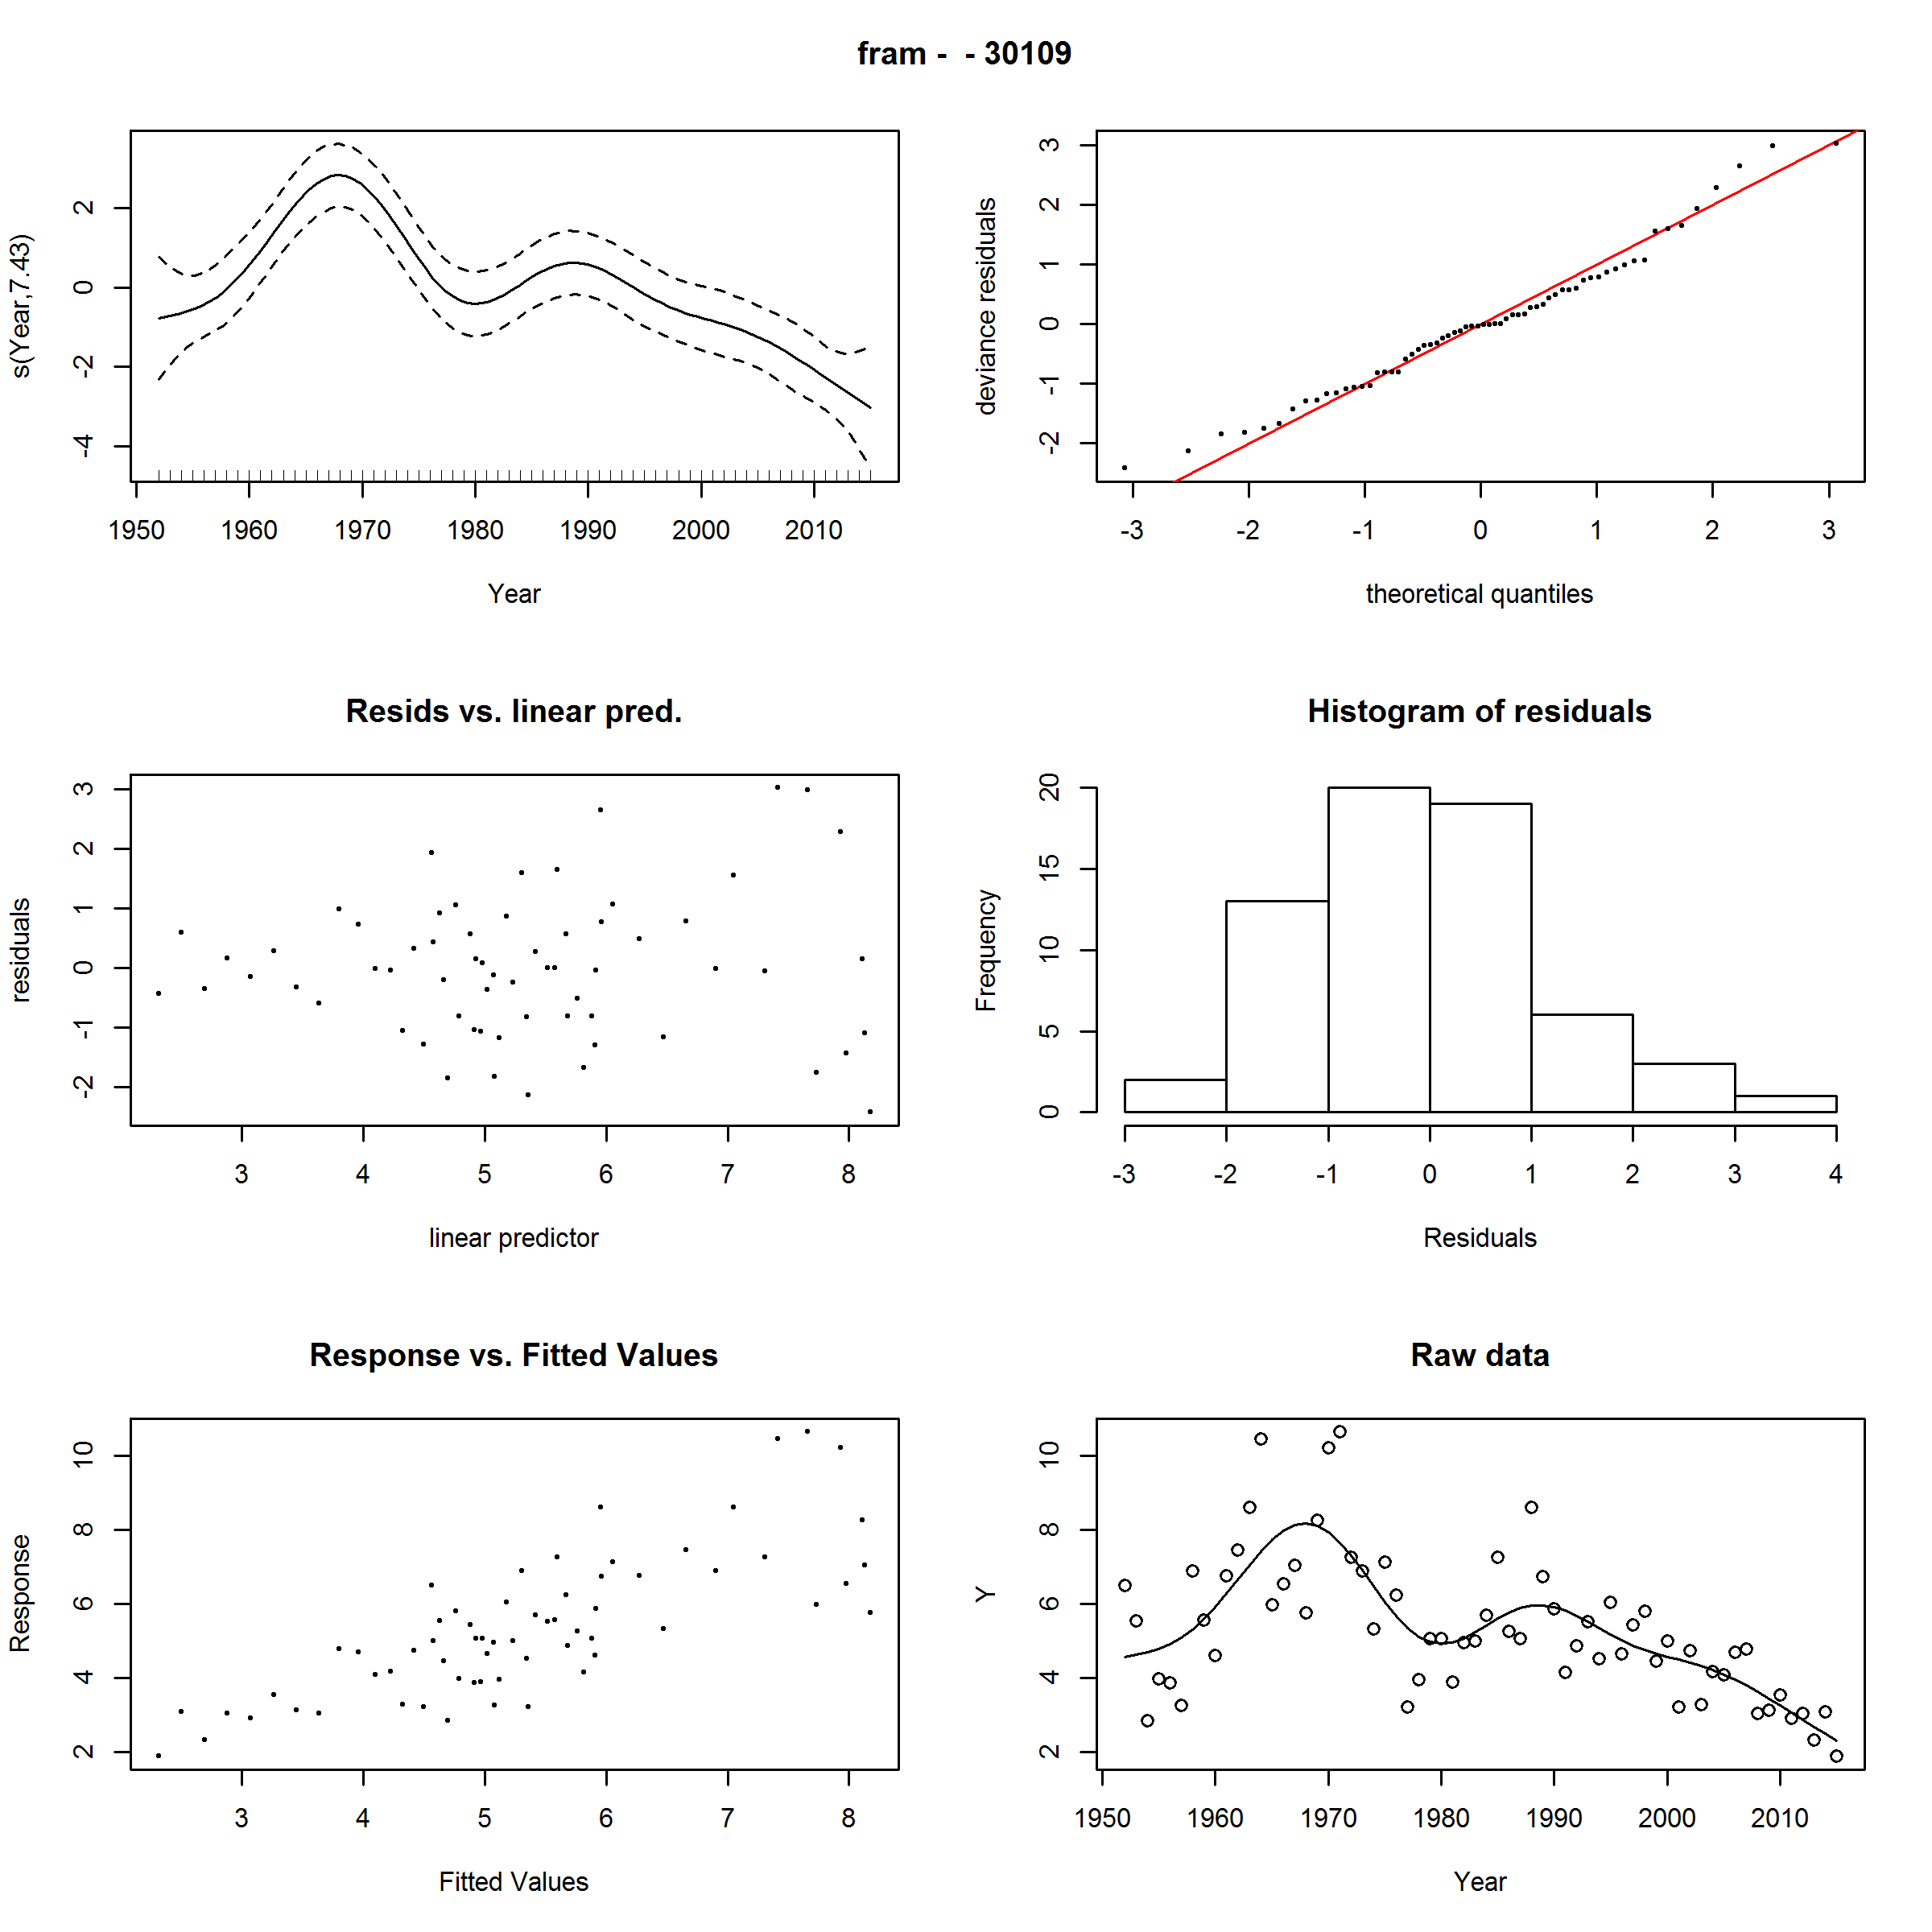 fram -  - 30109
s(Year,7.43)
2
0
-2
-4
1950 1960 1970 1980 1990 2000 2010
Year
deviance residuals
3
2
1
0
-1
-2
-3 -2 -1 0 1 2 3
theoretical quantiles
Resids vs. linear pred.
residuals
3
2
1
0
-1
-2
3 4 5 6 7 8
linear predictor
Histogram of residuals
Frequency
20
15
10
5
0
-3 -2 -1 0 1 2 3 4
Residuals
Response vs. Fitted Values
Response
10
8
6
4
2
3 4 5 6 7 8
Fitted Values
Raw data
Y
10
8
6
4
2
1950 1960 1970 1980 1990 2000 2010
Year